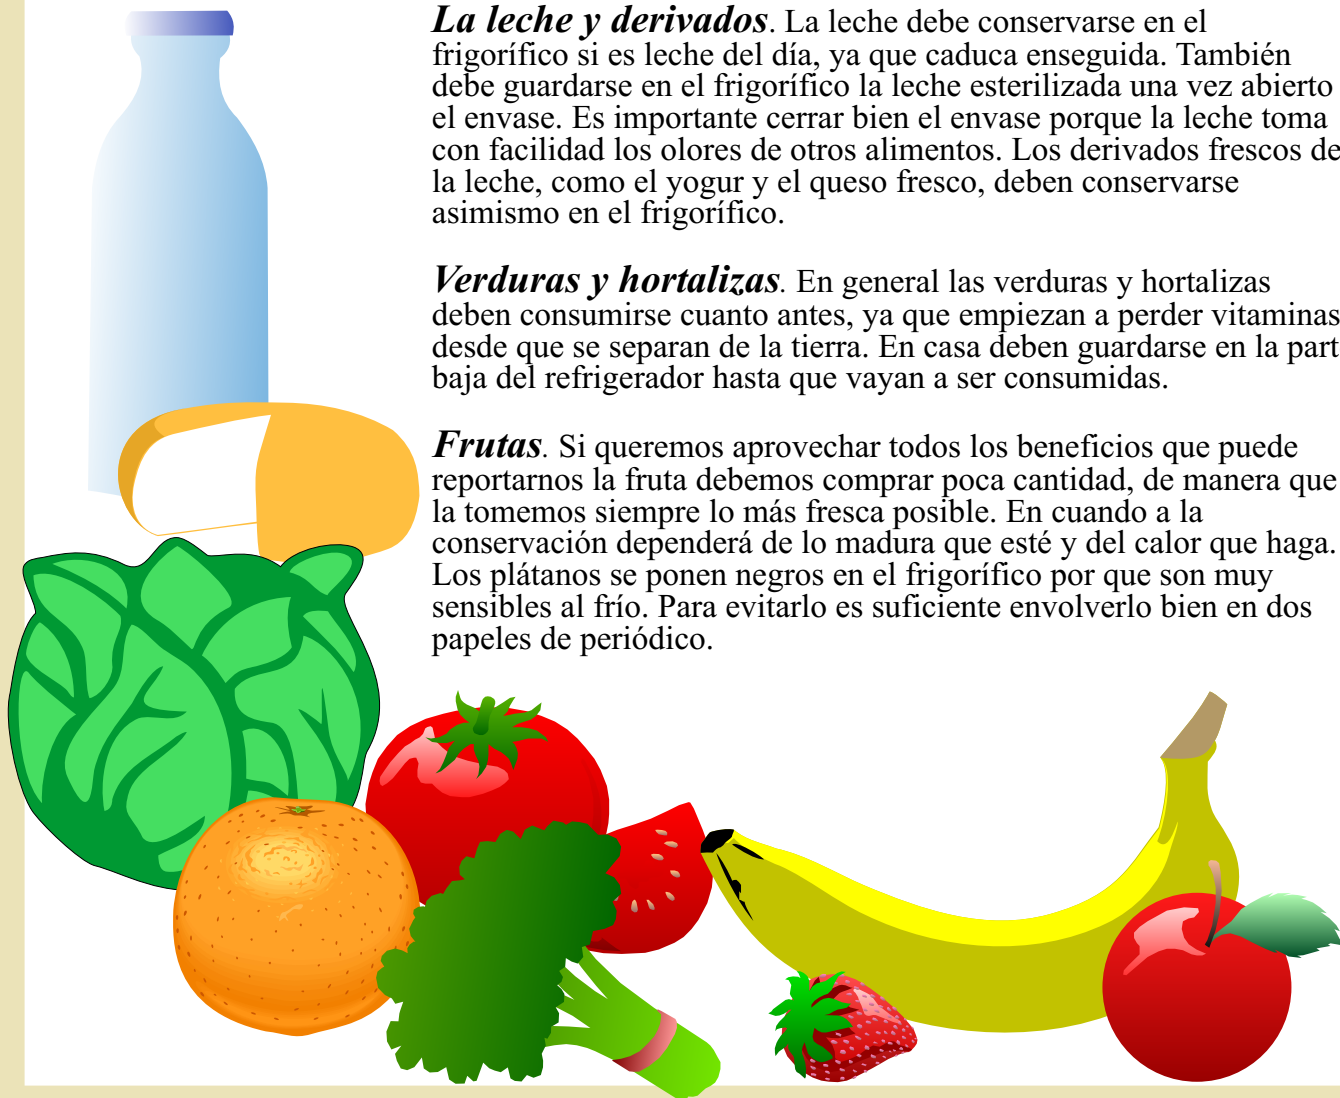 La leche y derivados. La leche debe conservarse en el
frigorífico si es leche del día, ya que caduca enseguida. También
debe guardarse en el frigorífico la leche esterilizada una vez abierto
el envase. Es importante cerrar bien el envase porque la leche toma
con facilidad los olores de otros alimentos. Los derivados frescos de
la leche, como el yogur y el queso fresco, deben conservarse
asimismo en el frigorífico.
Verduras y hortalizas. En general las verduras y hortalizas
deben consumirse cuanto antes, ya que empiezan a perder vitaminas
desde que se separan de la tierra. En casa deben guardarse en la part
baja del refrigerador hasta que vayan a ser consumidas.
Frutas. Si queremos aprovechar todos los beneficios que puede
reportarnos la fruta debemos comprar poca cantidad, de manera que
la tomemos siempre lo más fresca posible. En cuando a la
conservación dependerá de lo madura que esté y del calor que haga.
Los plátanos se ponen negros en el frigorífico por que son muy
sensibles al frío. Para evitarlo es suficiente envolverlo bien en dos
papeles de periódico.